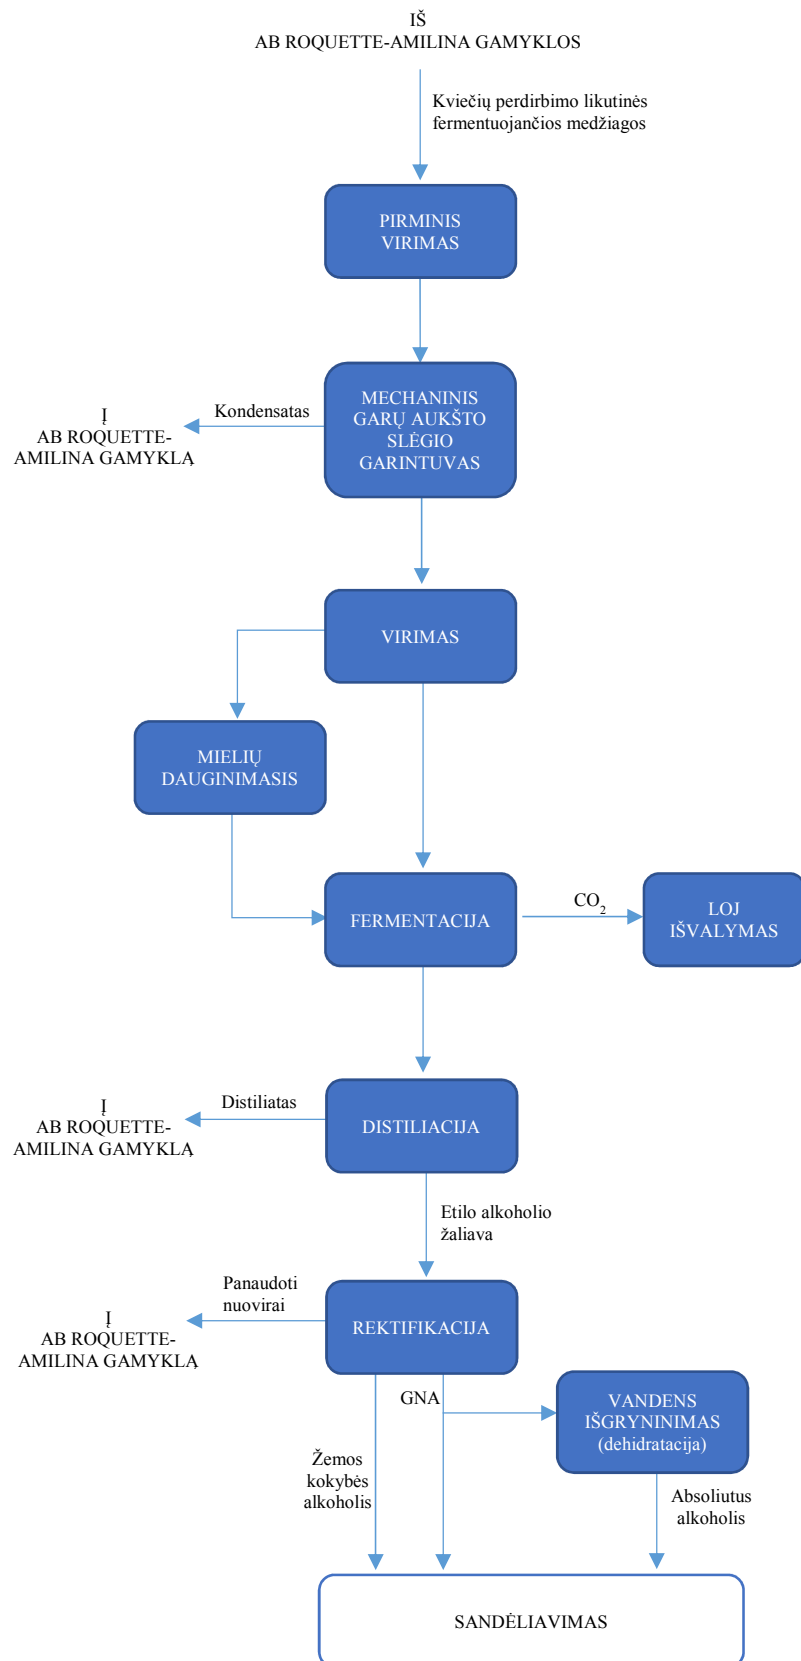 IŠ
AB ROQUETTE-AMILINA GAMYKLOS
Kviečių perdirbimo likutinės
fermentuojančios medžiagos
PIRMINIS
VIRIMAS
MECHANINIS
GARŲ AUKŠTO
SLĖGIO
GARINTUVAS
Kondensatas
Į
AB ROQUETTE-
AMILINA GAMYKLĄ
VIRIMAS
MIELIŲ
DAUGINIMASIS
FERMENTACIJA
CO₂
LOJ
IŠVALYMAS
DISTILIACIJA
Distiliatas
Į
AB ROQUETTE-
AMILINA GAMYKLĄ
Etilo alkoholio
žaliava
REKTIFIKACIJA
Panaudoti
nuovirai
Į
AB ROQUETTE-
AMILINA GAMYKLĄ
GNA
VANDENS
IŠGRYNINIMAS
(dehidratacija)
Žemos
kokybės
alkoholis
Absoliutus
alkoholis
SANDĖLIAVIMAS